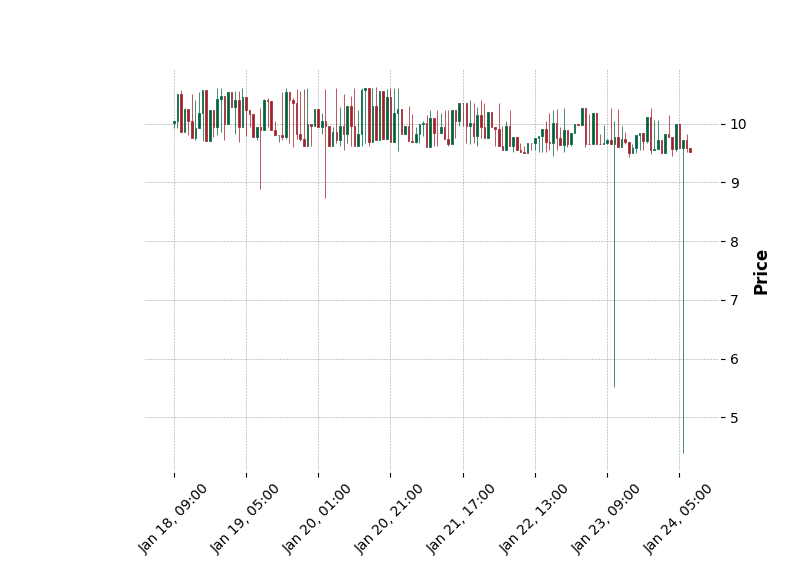 10
9
8
7
6
5
Price
Jan 18, 09:00
Jan 19, 05:00
Jan 20, 01:00
Jan 20, 21:00
Jan 21, 17:00
Jan 22, 13:00
Jan 23, 09:00
Jan 24, 05:00